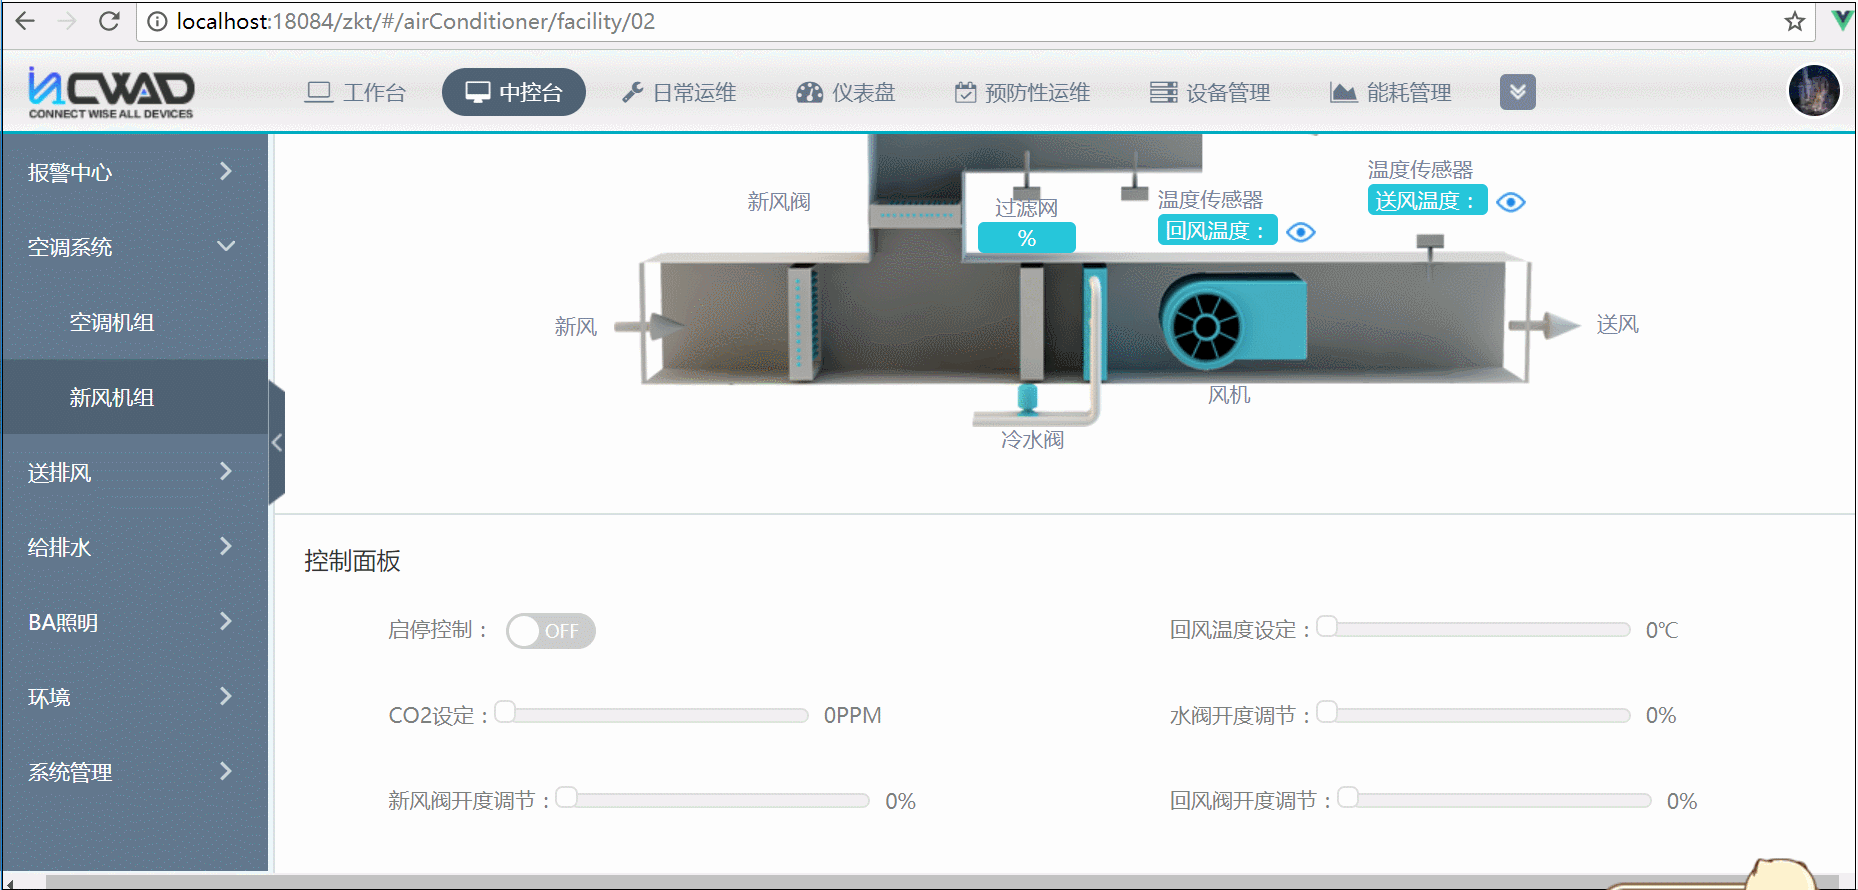 localhost:18084/zkt/#/airConditioner/facility/02
inCWAD
CONNECT WISE ALL DEVICES
工作台
中控台
日常运维
仪表盘
预防性运维
设备管理
能耗管理
报警中心
空调系统
空调机组
新风机组
送排风
给排水
BA照明
环境
系统管理
新风阀
过滤网
%
温度传感器
回风温度：
温度传感器
送风温度：
新风
送风
风机
冷水阀
控制面板
启停控制： OFF
回风温度设定： 0℃
CO2设定： 0PPM
水阀开度调节： 0%
新风阀开度调节： 0%
回风阀开度调节： 0%